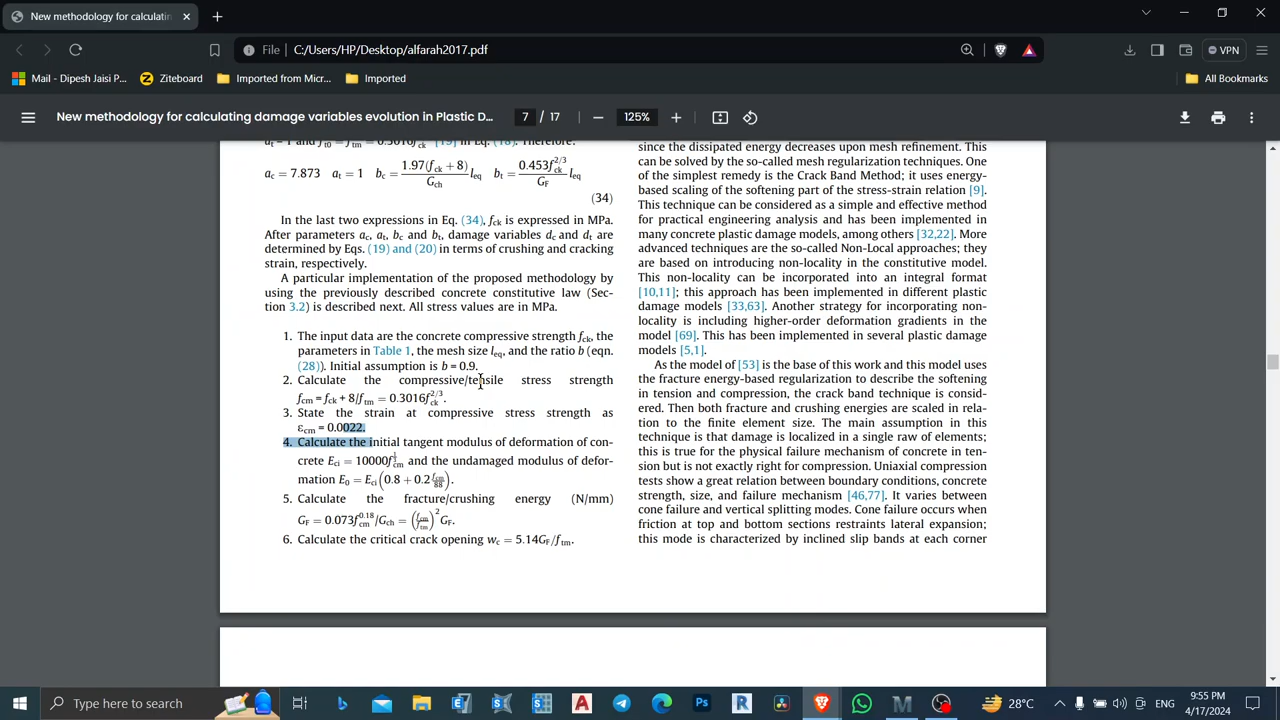 New methodology for calculatin
File C:/Users/HP/Desktop/alfarah2017.pdf
VPN
Mail - Dipesh Jaisi P...
Ziteboard
Imported from Micr...
Imported
All Bookmarks
New methodology for calculating damage variables evolution in Plastic D...
7 / 17
125%
(34)
a_c = 7.873 a_t = 1 b_c = 1.97(f_ck + 8)/G_ch l_eq b_t = 0.453f_ck^2/3/G_F l_eq
In the last two expressions in Eq. (34), f_ck is expressed in MPa.
After parameters a_c, a_t, b_c and b_t, damage variables d_c and d_t are
determined by Eqs. (19) and (20) in terms of crushing and cracking
strain, respectively.
A particular implementation of the proposed methodology by
using the previously described concrete constitutive law (Sec-
tion 3.2) is described next. All stress values are in MPa.
1. The input data are the concrete compressive strength f_ck, the
parameters in Table 1, the mesh size l_eq, and the ratio b (eqn.
(28)). Initial assumption is b = 0.9.
2. Calculate the compressive/tensile stress strength
f_cm = f_ck + 8/f_tm = 0.3016f_ck^2/3.
3. State the strain at compressive stress strength as
ε_cm = 0.0022.
4. Calculate the initial tangent modulus of deformation of con-
crete E_ci = 10000f_cm^1/3 and the undamaged modulus of defor-
mation E_0 = E_ci(0.8 + 0.2 f_cm/88).
5. Calculate the fracture/crushing energy (N/mm)
G_F = 0.073f_cm^0.18/G_ch = (f_cm/f_tm)^2 G_F.
6. Calculate the critical crack opening w_c = 5.14G_F/f_tm.
since the dissipated energy decreases upon mesh refinement. This
can be solved by the so-called mesh regularization techniques. One
of the simplest remedy is the Crack Band Method; it uses energy-
based scaling of the softening part of the stress-strain relation [9].
This technique can be considered as a simple and effective method
for practical engineering analysis and has been implemented in
many concrete plastic damage models, among others [32,22]. More
advanced techniques are the so-called Non-Local approaches; they
are based on introducing non-locality in the constitutive model.
This non-locality can be incorporated into an integral format
[10,11]; this approach has been implemented in different plastic
damage models [33,63]. Another strategy for incorporating non-
locality is including higher-order deformation gradients in the
model [69]. This has been implemented in several plastic damage
models [5,1].
As the model of [53] is the base of this work and this model uses
the fracture energy-based regularization to describe the softening
in tension and compression, the crack band technique is consid-
ered. Then both fracture and crushing energies are scaled in rela-
tion to the finite element size. The main assumption in this
technique is that damage is localized in a single raw of elements;
this is true for the physical failure mechanism of concrete in ten-
sion but is not exactly right for compression. Uniaxial compression
tests show a great relation between boundary conditions, concrete
strength, size, and failure mechanism [46,77]. It varies between
cone failure and vertical splitting modes. Cone failure occurs when
friction at top and bottom sections restraints lateral expansion;
this mode is characterized by inclined slip bands at each corner
Type here to search
28°C
ENG
9:55 PM
4/17/2024